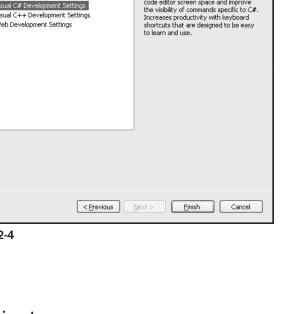 sual C# Development Settings
sual C++ Development Settings
Web Development Settings
code editor screen space and improve
the visibility of commands specific to C#.
Increases productivity with keyboard
shortcuts that are designed to be easy
to learn and use.
< Previous Next > Finish Cancel
2-4